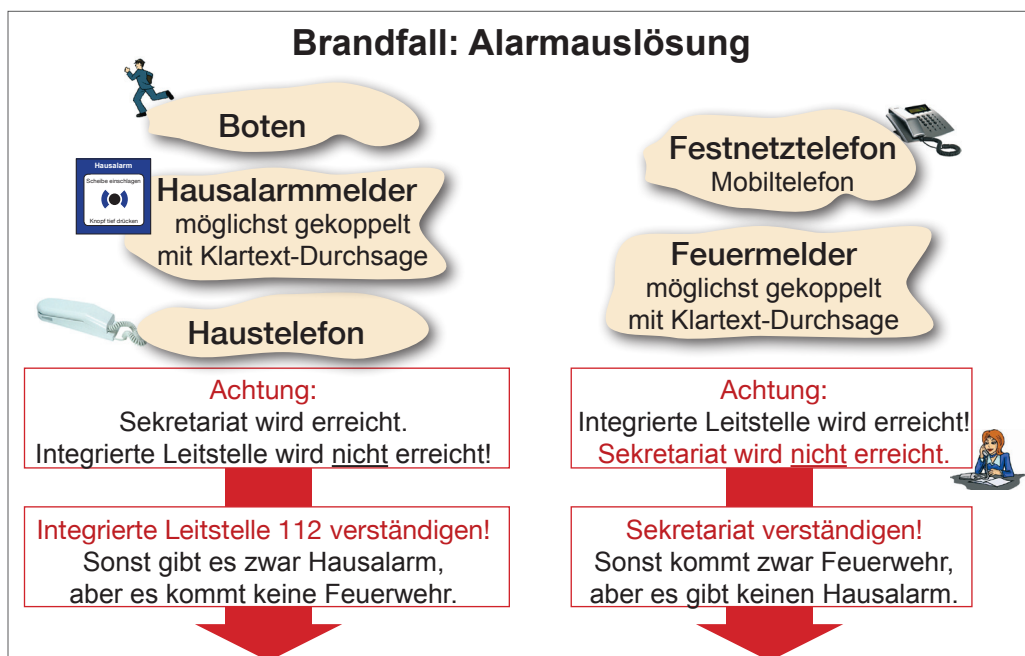 Brandfall: Alarmauslösung
Boten
Hausalarm
Scheibe einschlagen
Knopf tief drücken
Hausalarmmelder
möglichst gekoppelt
mit Klartext-Durchsage
Haustelefon
Achtung:
Sekretariat wird erreicht.
Integrierte Leitstelle wird nicht erreicht!
Integrierte Leitstelle 112 verständigen!
Sonst gibt es zwar Hausalarm,
aber es kommt keine Feuerwehr.
Festnetztelefon
Mobiltelefon
Feuermelder
möglichst gekoppelt
mit Klartext-Durchsage
Achtung:
Integrierte Leitstelle wird erreicht!
Sekretariat wird nicht erreicht.
Sekretariat verständigen!
Sonst kommt zwar Feuerwehr,
aber es gibt keinen Hausalarm.